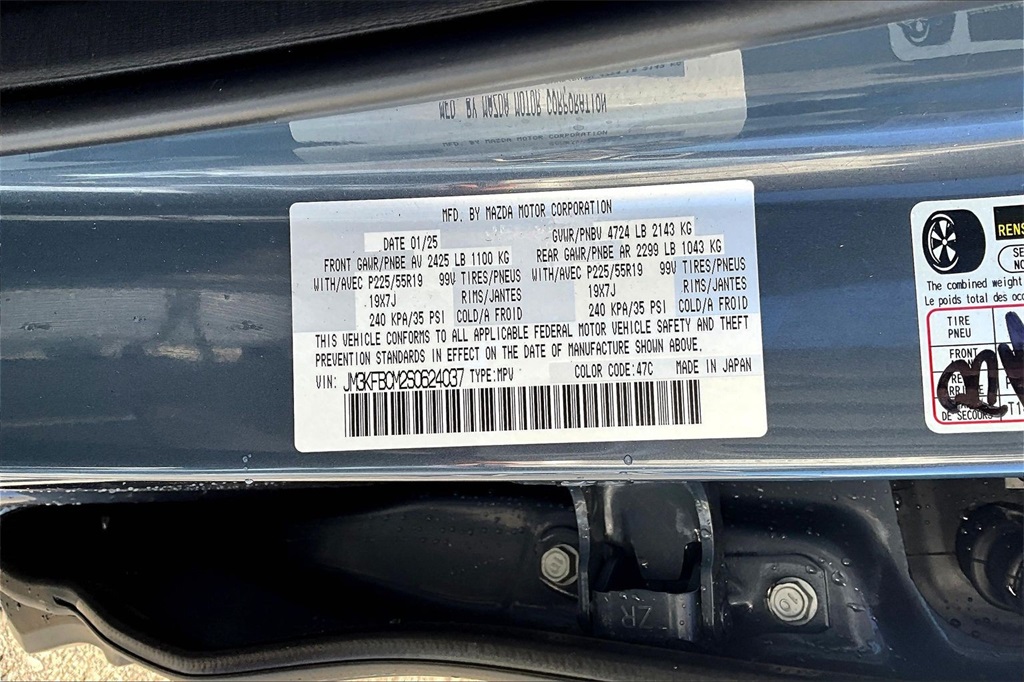 MFD. BY MAZDA MOTOR CORPORATION
DATE 01/25
GVWR/PNBV 4724 LB 2143 KG
FRONT GAWR/PNBE AV 2425 LB 1100 KG
REAR GAWR/PNBE AR 2299 LB 1043 KG
WITH/AVEC P225/55R19 99V TIRES/PNEUS
WITH/AVEC P225/55R19 99V TIRES/PNEUS
19X7J RIMS/JANTES
19X7J RIMS/JANTES
240 KPA/35 PSI COLD/A FROID
240 KPA/35 PSI COLD/A FROID
THIS VEHICLE CONFORMS TO ALL APPLICABLE FEDERAL MOTOR VEHICLE SAFETY AND THEFT
PREVENTION STANDARDS IN EFFECT ON THE DATE OF MANUFACTURE SHOWN ABOVE.
VIN: JM3KFBCM2S0624037 TYPE:MPV COLOR CODE:47C MADE IN JAPAN
RENS
The combined weight
Le poids total des oc
TIRE
PNEU
FRONT
DE SECOURS
ZR